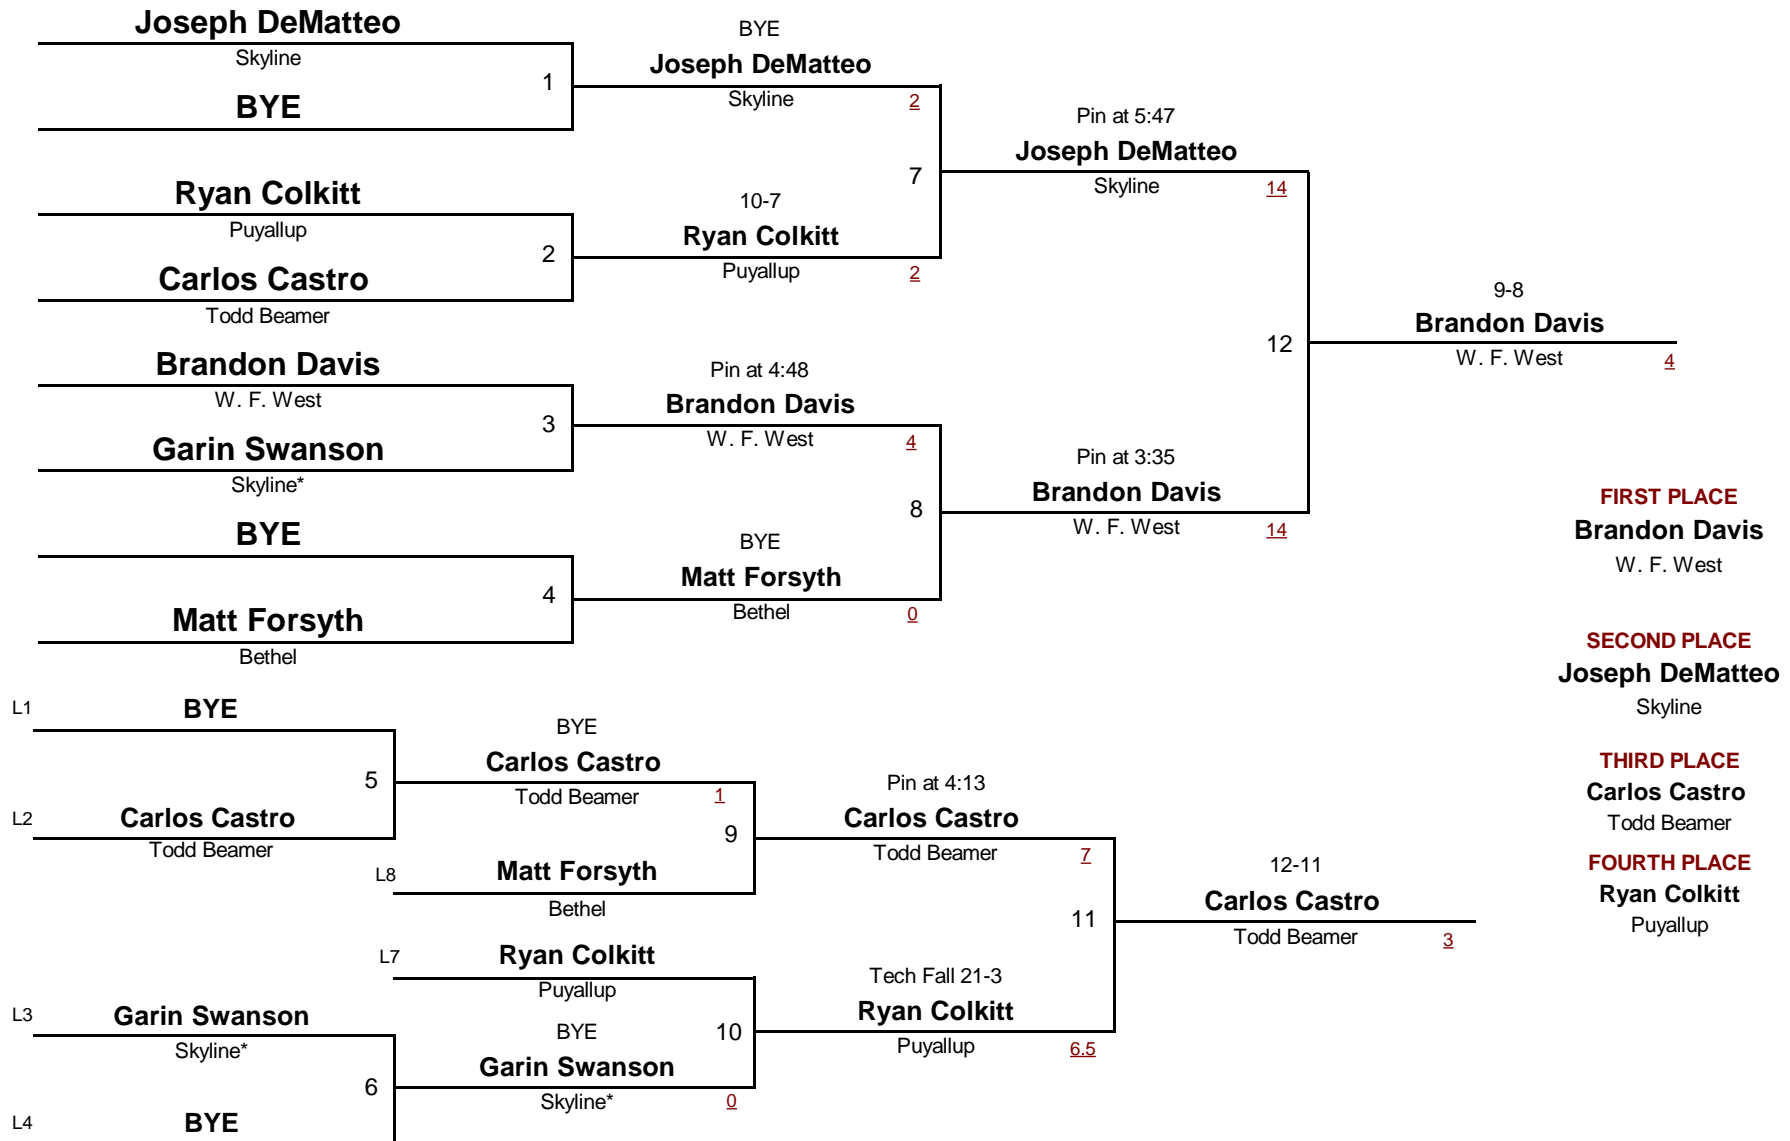 Joseph DeMatteo
Skyline
1
BYE
BYE
Joseph DeMatteo
Skyline
2
Ryan Colkitt
Puyallup
2
Carlos Castro
Todd Beamer
10-7
Ryan Colkitt
Puyallup
2
7
Pin at 5:47
Joseph DeMatteo
Skyline
14
Brandon Davis
W. F. West
3
Garin Swanson
Skyline*
Pin at 4:48
Brandon Davis
W. F. West
4
BYE
4
Matt Forsyth
Bethel
BYE
Matt Forsyth
Bethel
0
8
Pin at 3:35
Brandon Davis
W. F. West
14
12
9-8
Brandon Davis
W. F. West
4
FIRST PLACE
Brandon Davis
W. F. West
SECOND PLACE
Joseph DeMatteo
Skyline
THIRD PLACE
Carlos Castro
Todd Beamer
FOURTH PLACE
Ryan Colkitt
Puyallup
L1
BYE
5
L2
Carlos Castro
Todd Beamer
BYE
Carlos Castro
Todd Beamer
1
9
L8
Matt Forsyth
Bethel
Pin at 4:13
Carlos Castro
Todd Beamer
7
L7
Ryan Colkitt
Puyallup
L3
Garin Swanson
Skyline*
6
L4
BYE
BYE
Garin Swanson
Skyline*
0
10
Tech Fall 21-3
Ryan Colkitt
Puyallup
6.5
11
12-11
Carlos Castro
Todd Beamer
3